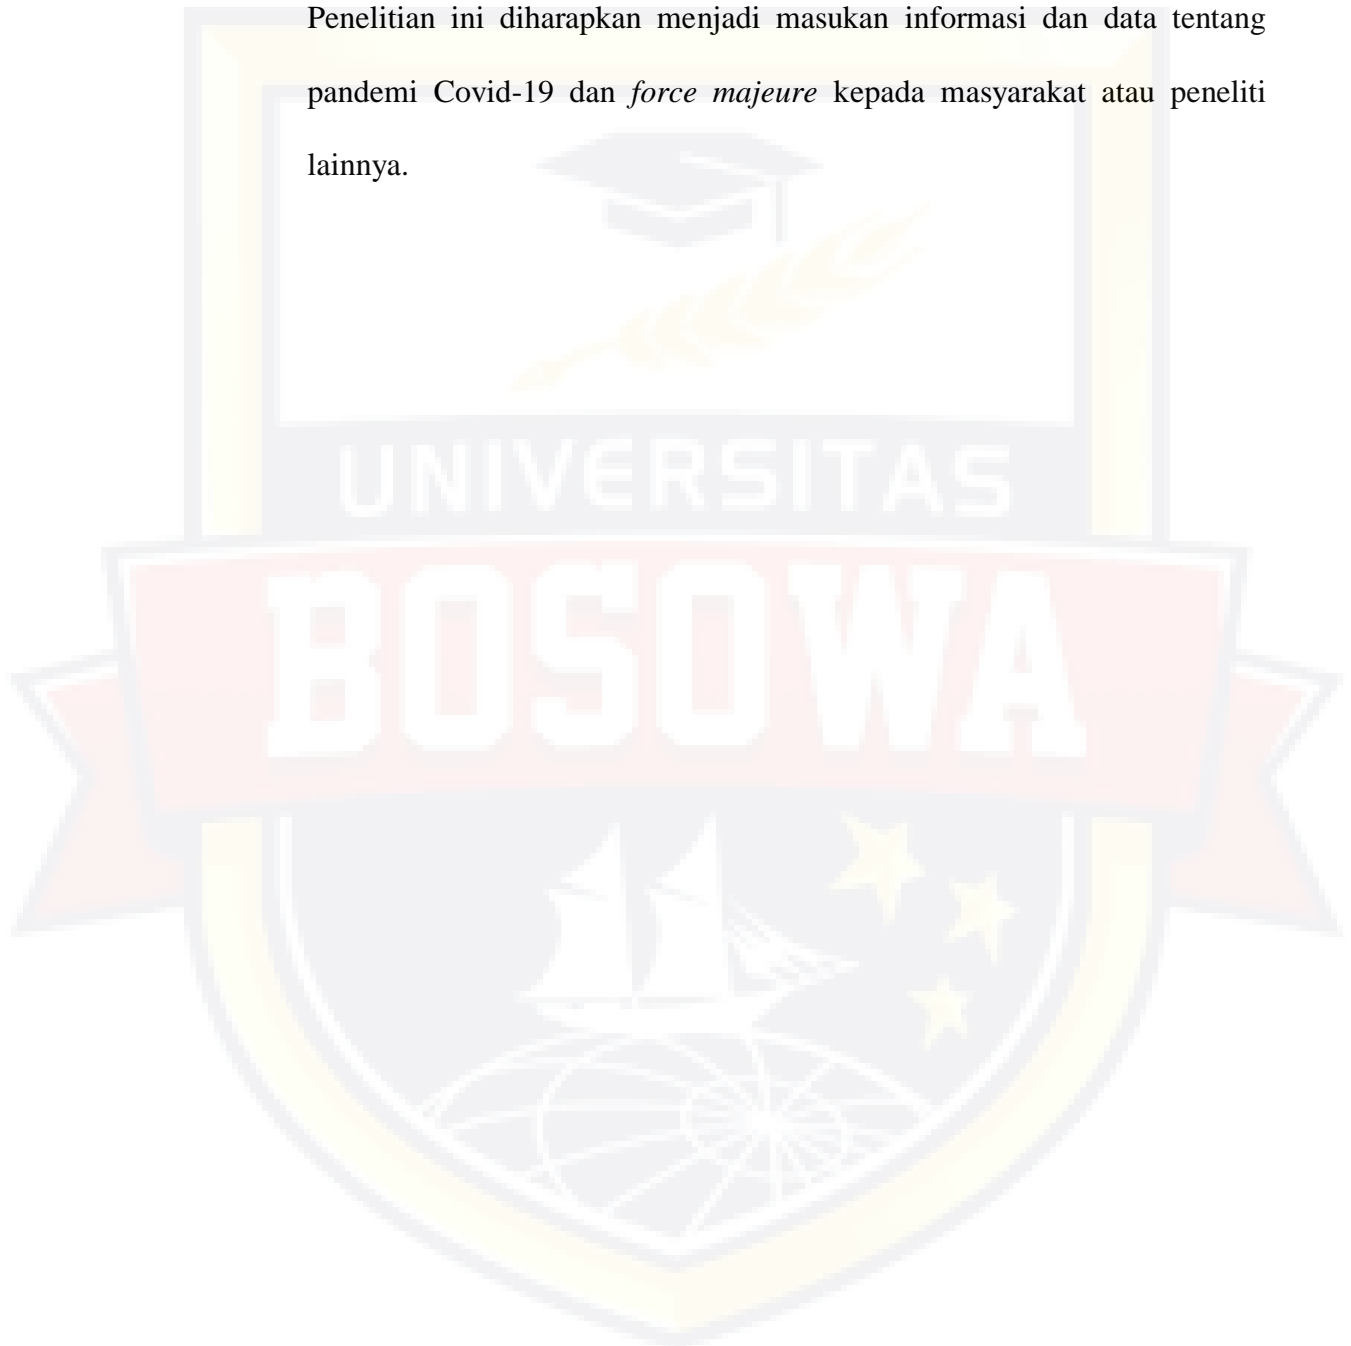 Penelitian ini diharapkan menjadi masukan informasi dan data tentang
pandemi Covid-19 dan force majeure kepada masyarakat atau peneliti
lainnya.
UNIVERSITAS
BOSOWA